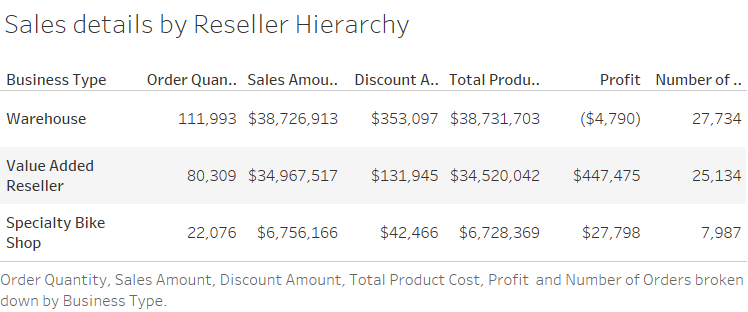 Sales details by Reseller Hierarchy
Business Type Order Quan.. Sales Amou.. Discount A.. Total Produ.. Profit Number of ..
Warehouse 111,993 $38,726,913 $353,097 $38,731,703 ($4,790) 27,734
Value Added
Reseller 80,309 $34,967,517 $131,945 $34,520,042 $447,475 25,134
Specialty Bike
Shop 22,076 $6,756,166 $42,466 $6,728,369 $27,798 7,987
Order Quantity, Sales Amount, Discount Amount, Total Product Cost, Profit and Number of Orders broken
down by Business Type.